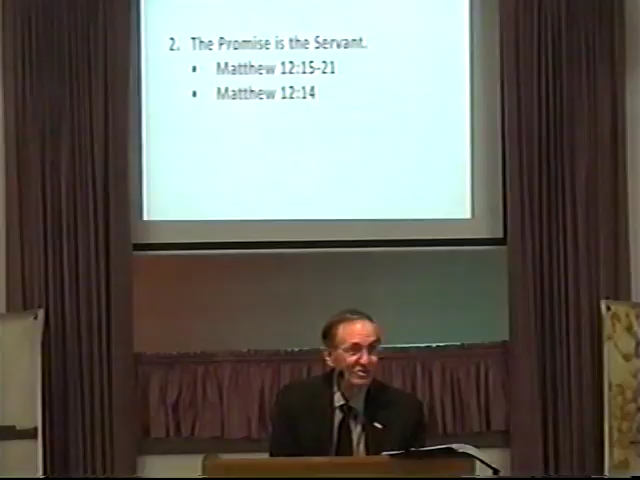 2. The Promise is the Servant.
• Matthew 12:15-21
• Matthew 12:14